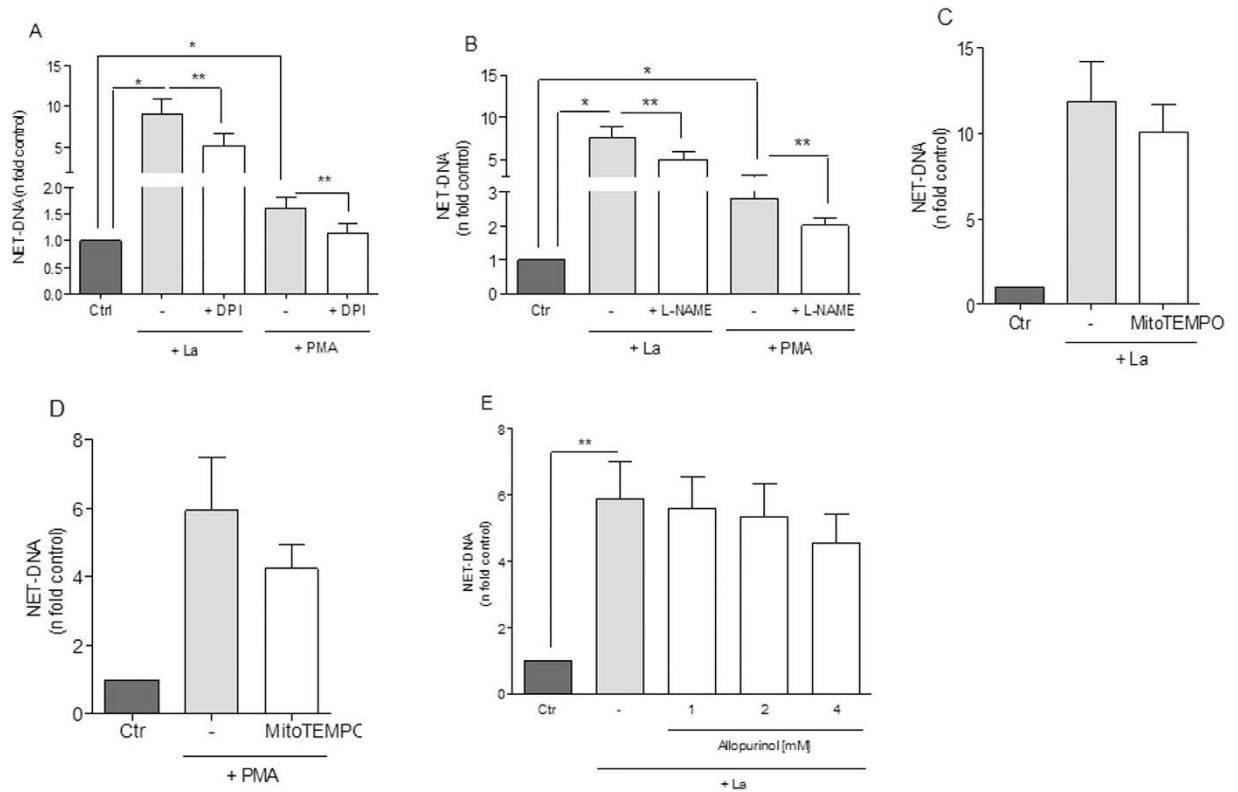 A
NET-DNA (n fold control)
15
10
5
2.0
1.5
1.0
0.5
0.0
*
*
**
**
Ctrl
-
+ DPI
-
+ DPI
+ La
+ PMA
B
NET-DNA
(n fold control)
15
10
5
3
2
1
0
*
*
**
**
Ctr
-
+ L-NAME
-
+ L-NAME
+ La
+ PMA
C
NET-DNA
(n fold control)
15
10
5
0
Ctr
-
MitoTEMPO
+ La
D
NET-DNA
(n fold control)
8
6
4
2
0
Ctr
-
MitoTEMPC
+ PMA
E
NET-DNA
(n fold control)
8
6
4
2
0
**
Ctr
-
1
2
4
Allopurinol [mM]
+ La